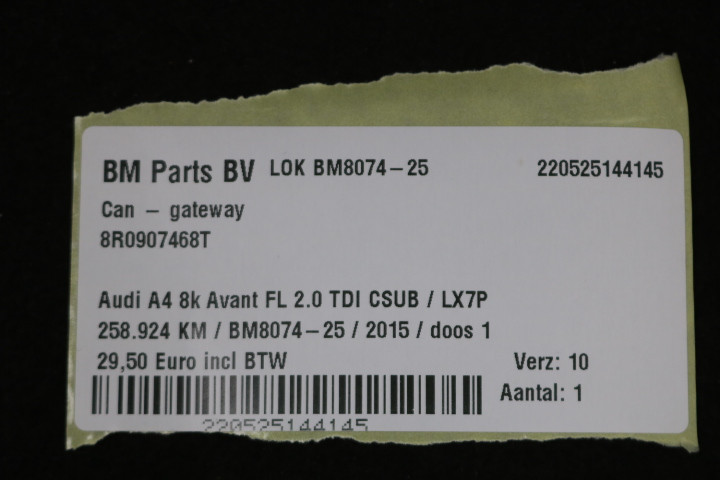 BM Parts BV LOK BM8074-25 220525144145
Can - gateway
8R0907468T
Audi A4 8k Avant FL 2.0 TDI CSUB / LX7P
258.924 KM / BM8074-25 / 2015 / doos 1
29,50 Euro incl BTW Verz: 10
Aantal: 1
220525144145